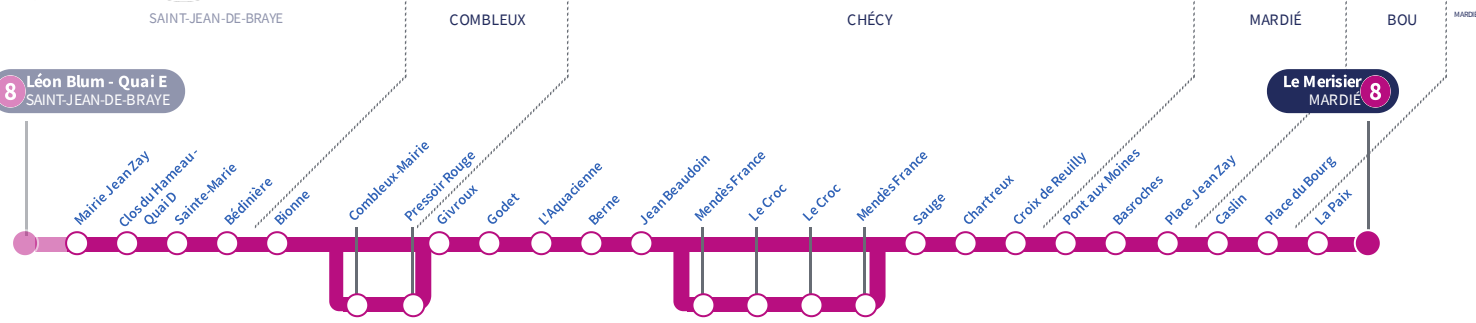 SAINT-JEAN-DE-BRAYE
COMBLEUX
CHÉCY
MARDIÉ
BOU
MARDIÉ
8
Léon Blum - Quai E
SAINT-JEAN-DE-BRAYE
Le Merisier
MARDIÉ
8
Mairie Jean Zay
Clos du Hameau -
Quai D
Sainte-Marie
Bédinière
Bionne
Combleux-Mairie
Pressoir Rouge
Givroux
Godet
L'Aquacienne
Berne
Jean Beaudoin
Mendès France
Le Croc
Le Croc
Mendès France
Sauge
Chartreux
Croix de Reuilly
Pont aux Moines
Basroches
Place Jean Zay
Caslin
Place du Bourg
La Paix